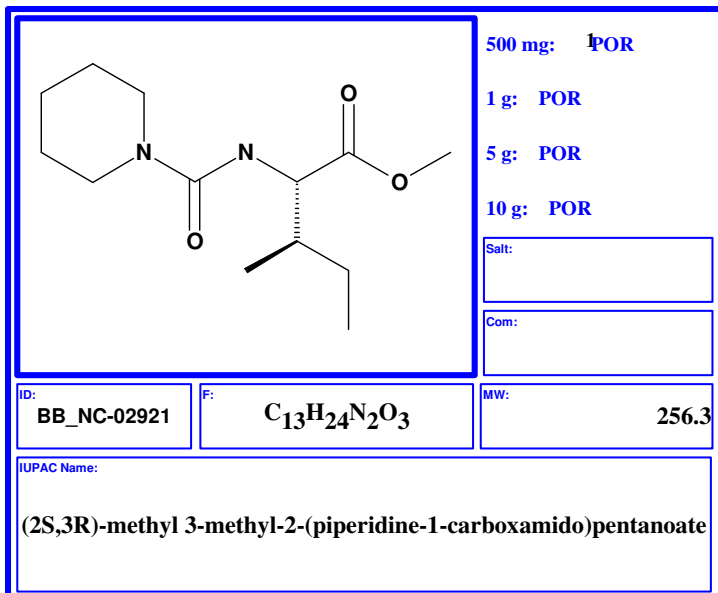 500 mg: 1POR
1 g: POR
5 g: POR
10 g: POR
O
N
N
O
O
Salt:
Com:
ID:
BB_NC-02921
F:
C13H24N2O3
MW:
256.3
IUPAC Name:
(2S,3R)-methyl 3-methyl-2-(piperidine-1-carboxamido)pentanoate